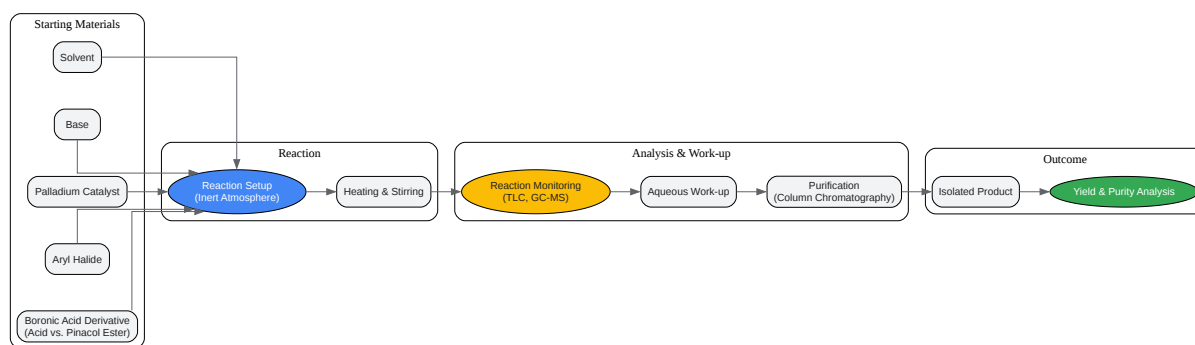 Starting Materials
Solvent
Base
Palladium Catalyst
Aryl Halide
Boronic Acid Derivative
(Acid vs. Pinacol Ester)
Reaction
Reaction Setup
(Inert Atmosphere)
Heating & Stirring
Analysis & Work-up
Reaction Monitoring
(TLC, GC-MS)
Aqueous Work-up
Purification
(Column Chromatography)
Outcome
Isolated Product
Yield & Purity Analysis